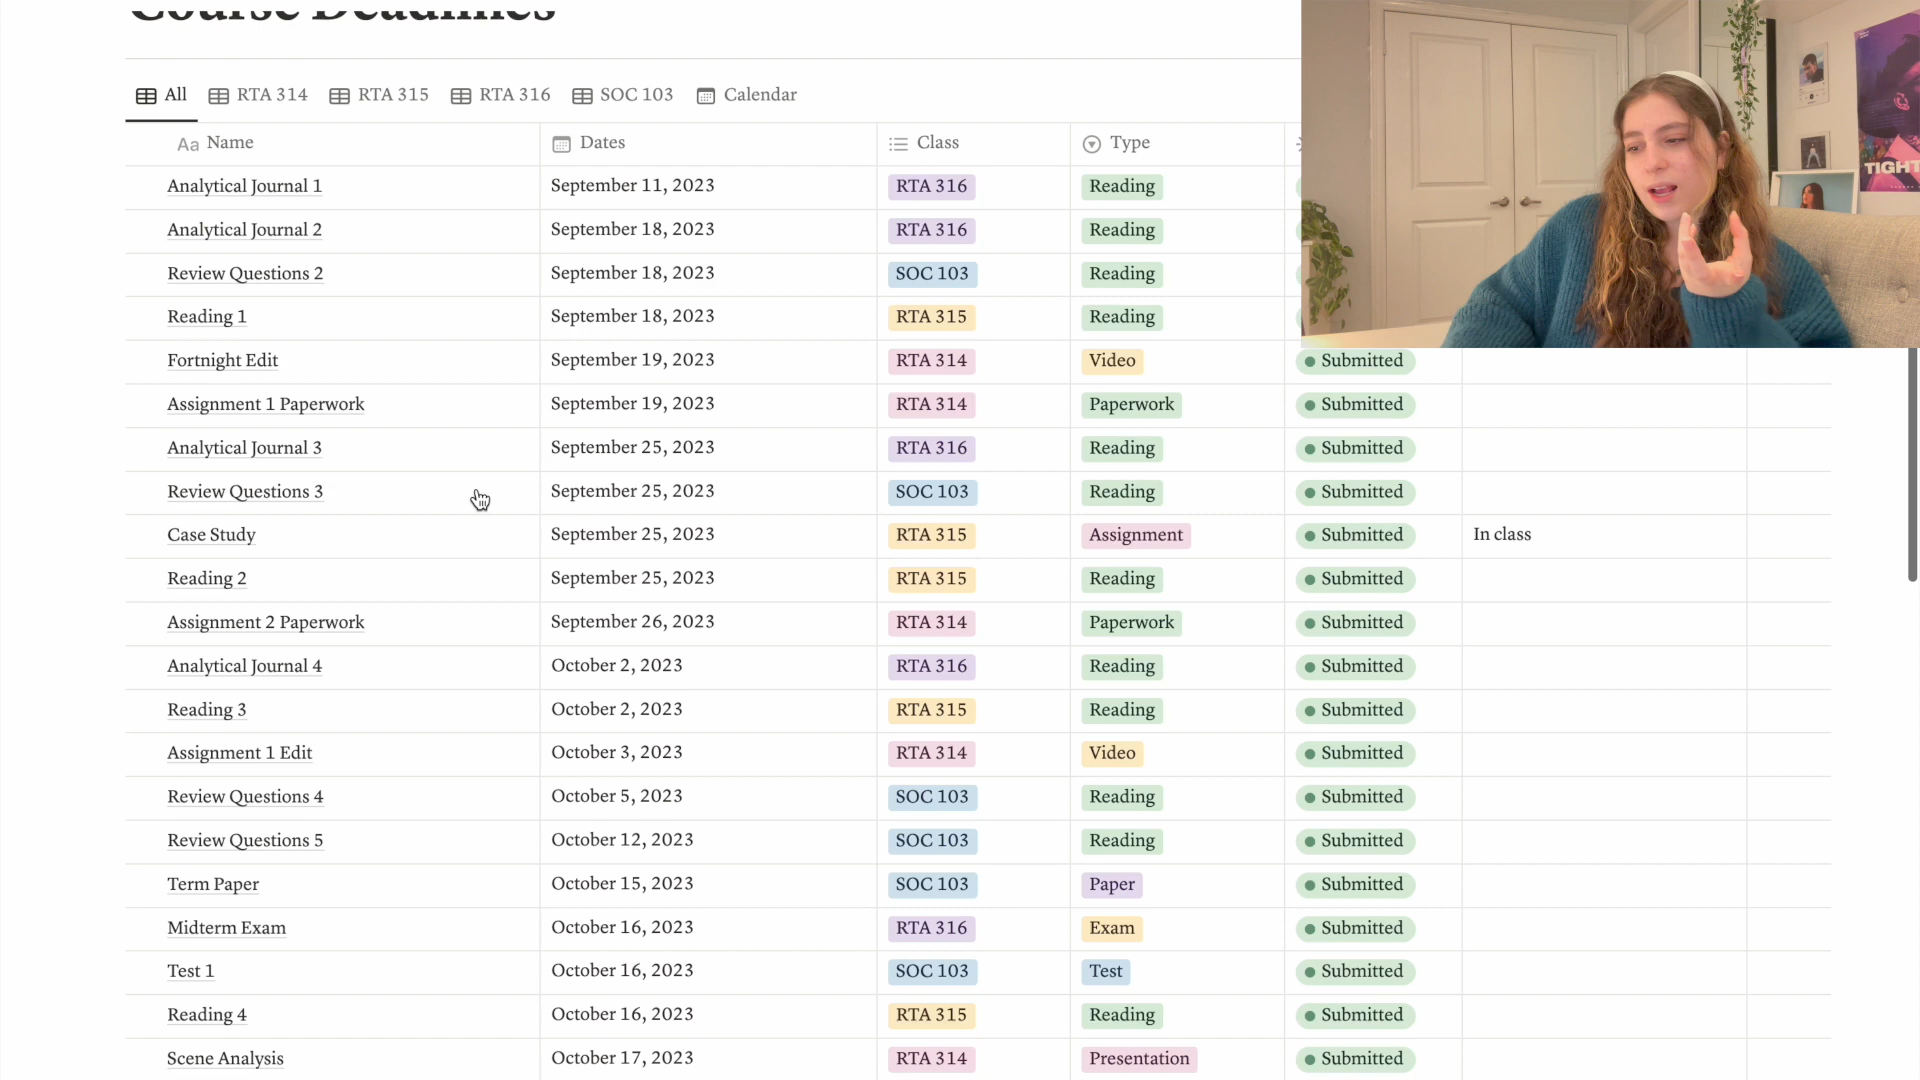 Course Deadlines
All RTA 314 RTA 315 RTA 316 SOC 103 Calendar
Aa Name Dates Class Type
Analytical Journal 1 September 11, 2023 RTA 316 Reading
Analytical Journal 2 September 18, 2023 RTA 316 Reading
Review Questions 2 September 18, 2023 SOC 103 Reading
Reading 1 September 18, 2023 RTA 315 Reading
Fortnight Edit September 19, 2023 RTA 314 Video Submitted
Assignment 1 Paperwork September 19, 2023 RTA 314 Paperwork Submitted
Analytical Journal 3 September 25, 2023 RTA 316 Reading Submitted
Review Questions 3 September 25, 2023 SOC 103 Reading Submitted
Case Study September 25, 2023 RTA 315 Assignment Submitted In class
Reading 2 September 25, 2023 RTA 315 Reading Submitted
Assignment 2 Paperwork September 26, 2023 RTA 314 Paperwork Submitted
Analytical Journal 4 October 2, 2023 RTA 316 Reading Submitted
Reading 3 October 2, 2023 RTA 315 Reading Submitted
Assignment 1 Edit October 3, 2023 RTA 314 Video Submitted
Review Questions 4 October 5, 2023 SOC 103 Reading Submitted
Review Questions 5 October 12, 2023 SOC 103 Reading Submitted
Term Paper October 15, 2023 SOC 103 Paper Submitted
Midterm Exam October 16, 2023 RTA 316 Exam Submitted
Test 1 October 16, 2023 SOC 103 Test Submitted
Reading 4 October 16, 2023 RTA 315 Reading Submitted
Scene Analysis October 17, 2023 RTA 314 Presentation Submitted
TIGHT